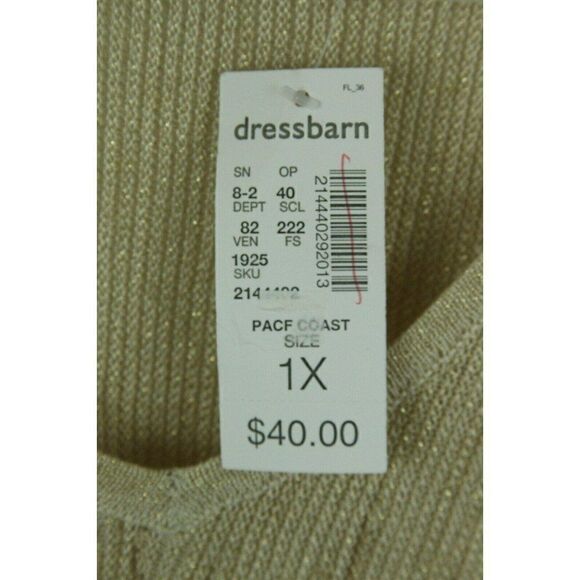 FL_36
dressbarn
SN OP
8-2 40
DEPT SCL
82 222
VEN FS
1925
SKU
214440292013
PACF COAST
SIZE
1X
$40.00